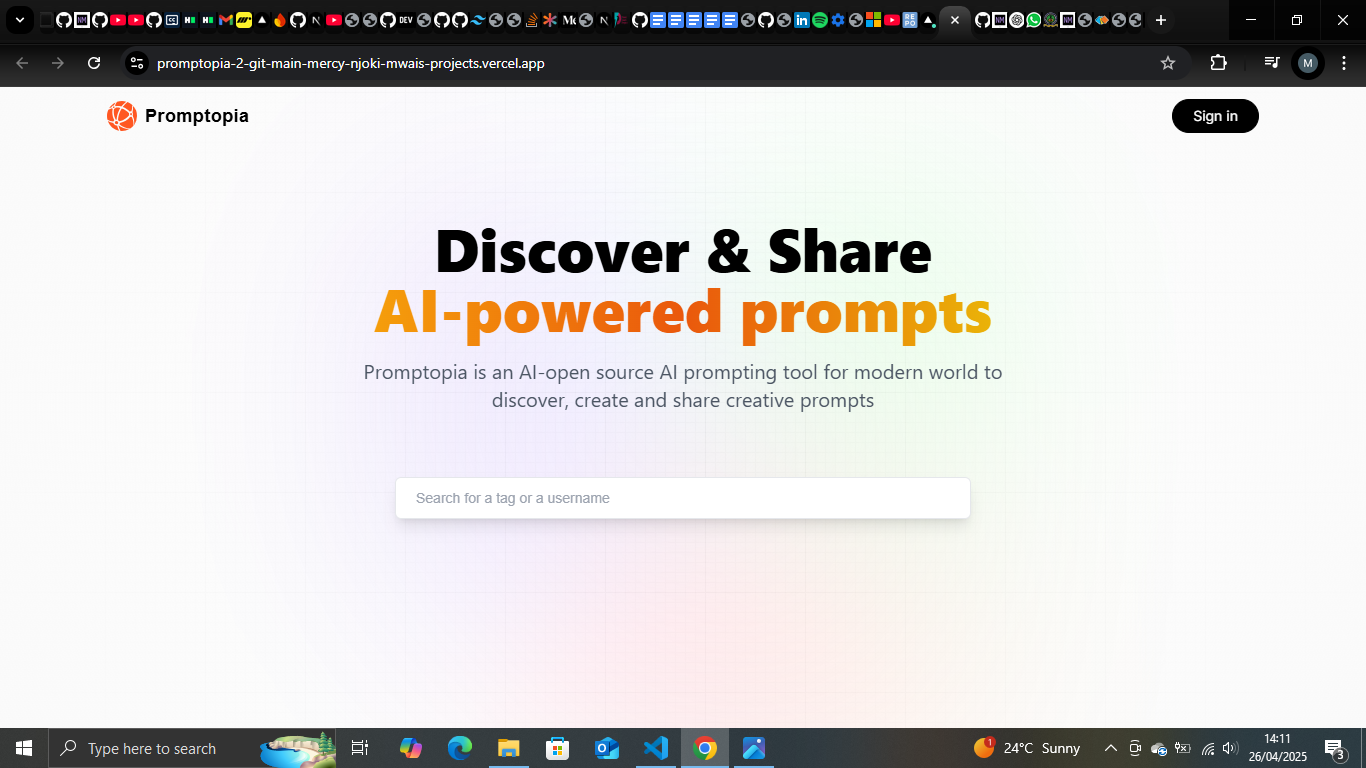 promptopia-2-git-main-mercy-njoki-mwais-projects.vercel.app
M
Promptopia
Sign in
Discover & Share
AI-powered prompts
Promptopia is an AI-open source AI prompting tool for modern world to
discover, create and share creative prompts
Search for a tag or a username
Type here to search
1
24°C Sunny
14:11
26/04/2025
3